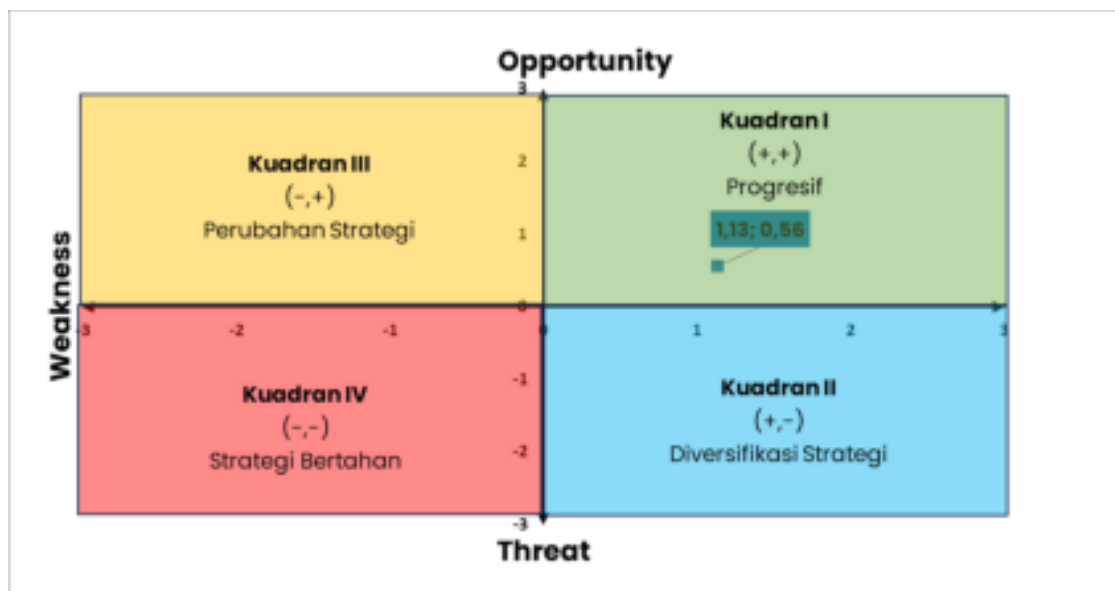 Opportunity
3
Kuadran I
(+,+)
Progresif
1,13; 0,56
Kuadran III
(-,+)
Perubahan Strategi
2
1
0
Weakness
-3
-2
-1
0
1
2
3
Kuadran IV
(-,-)
Strategi Bertahan
-1
-2
-3
Kuadran II
(+,-)
Diversifikasi Strategi
Threat